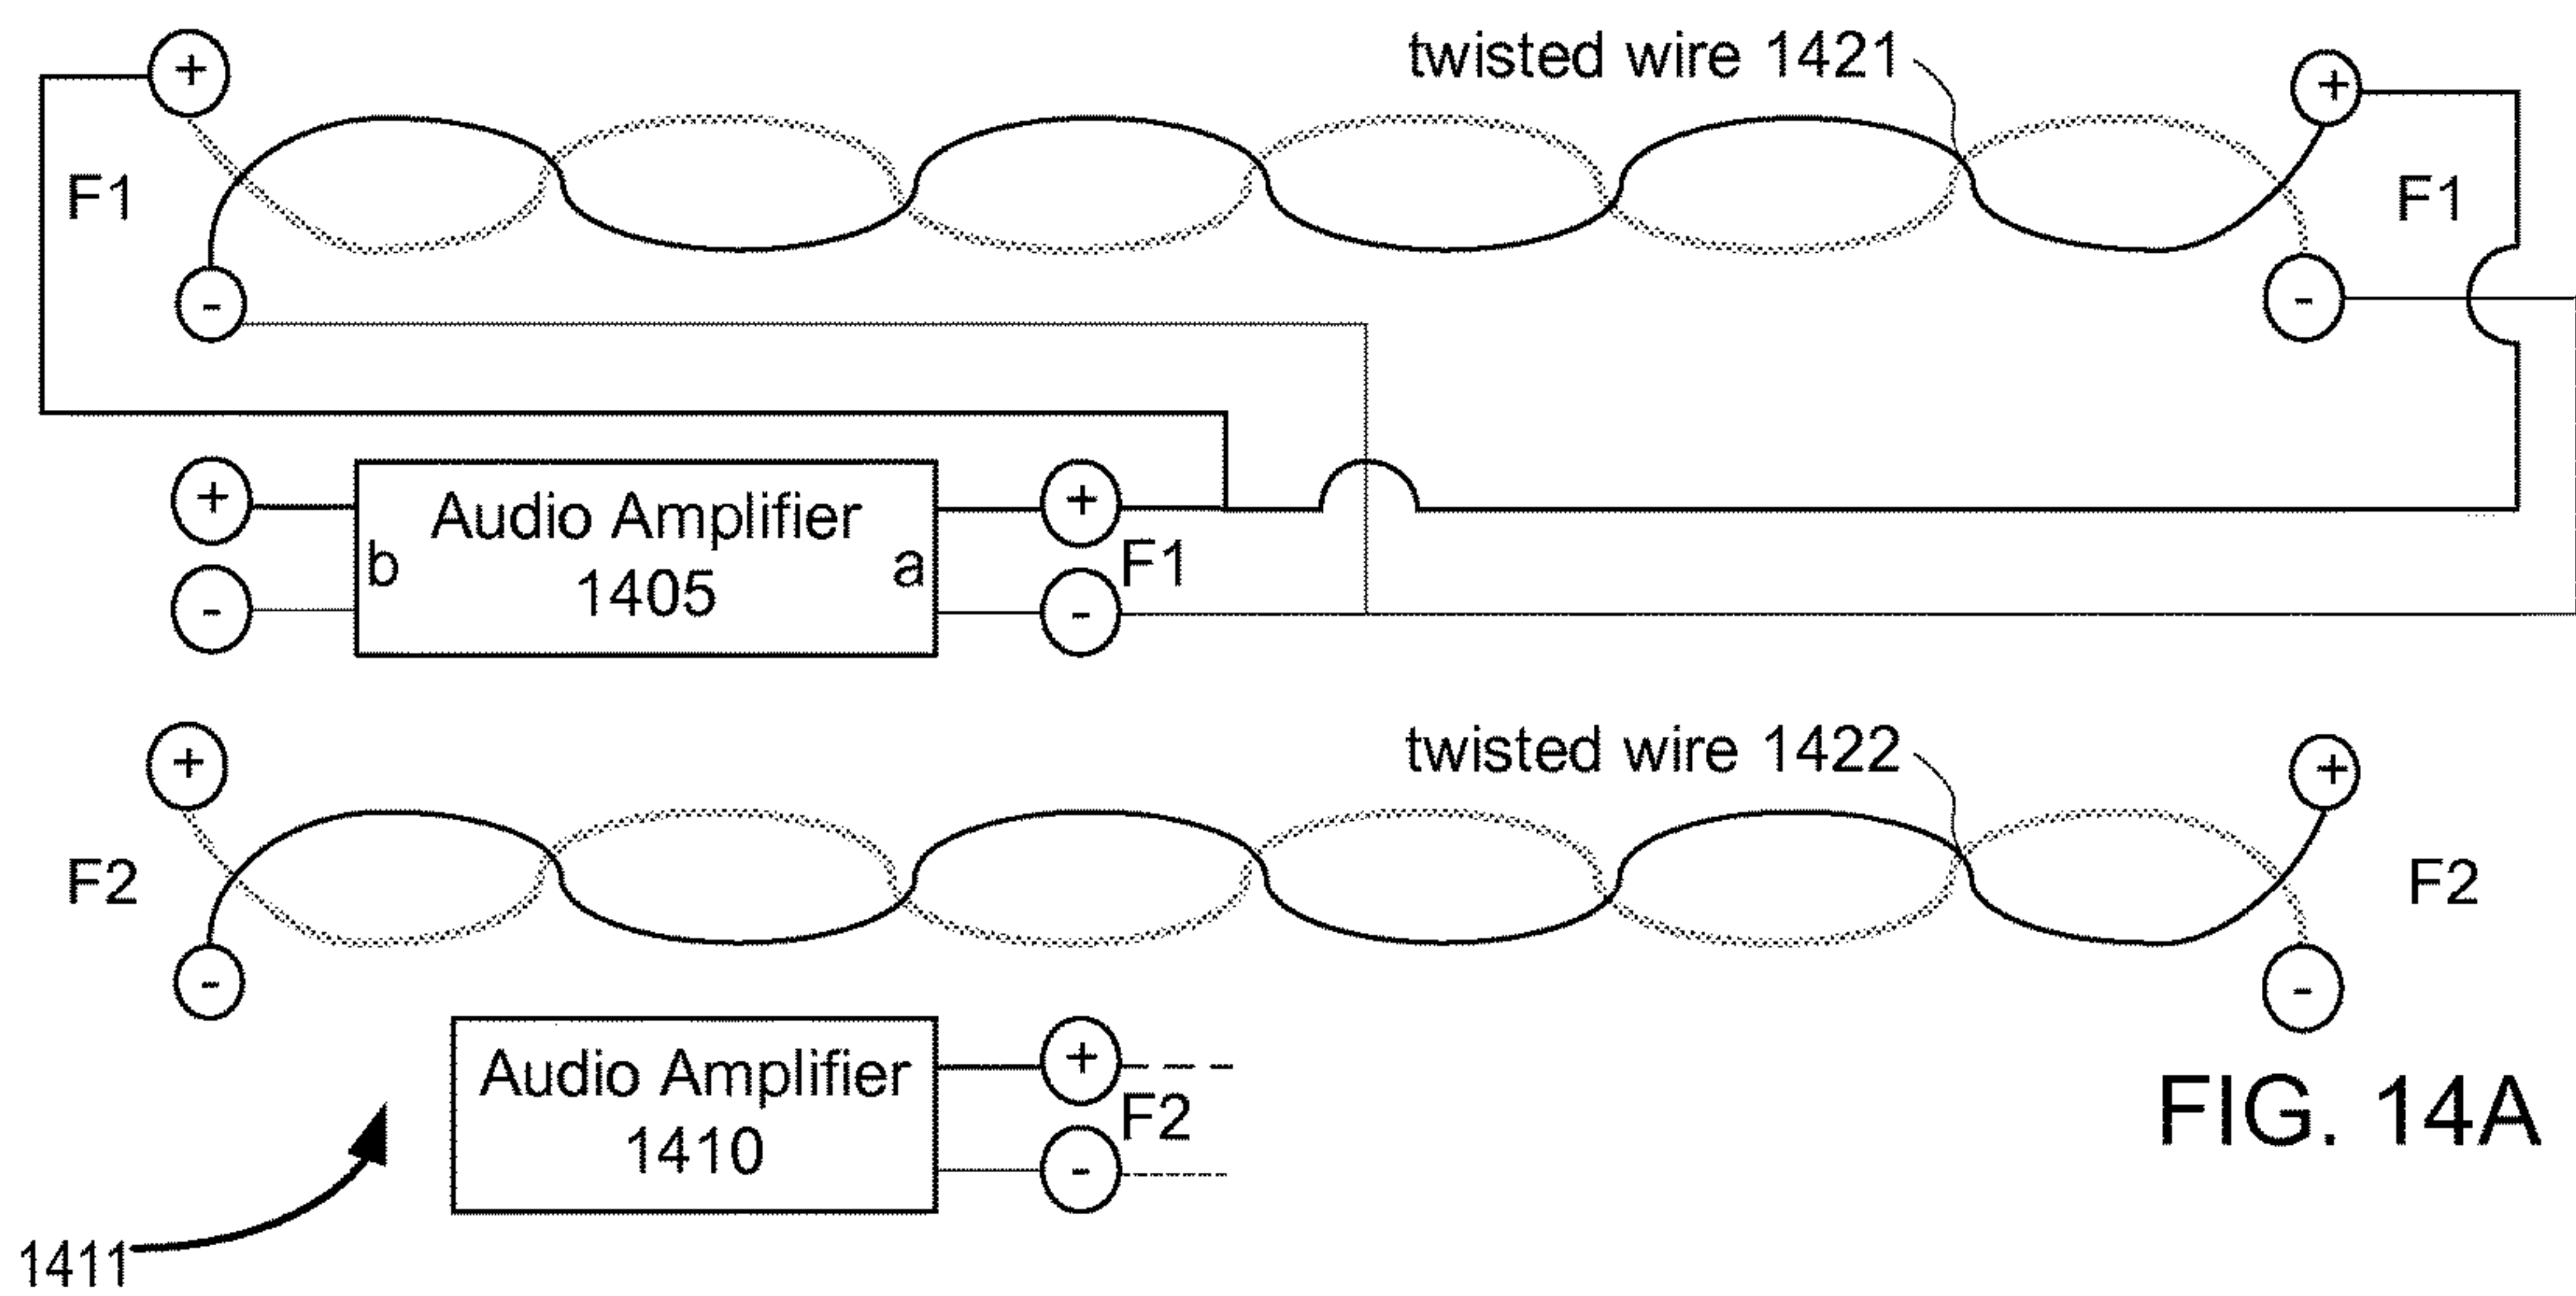 twisted wire 1421
+
+
F1
F1
-
-
+
Audio Amplifier
+
b
1405
a
F1
-
-
twisted wire 1422
+
+
F2
F2
-
-
Audio Amplifier
+
1410
F2
-
FIG. 14A
1411